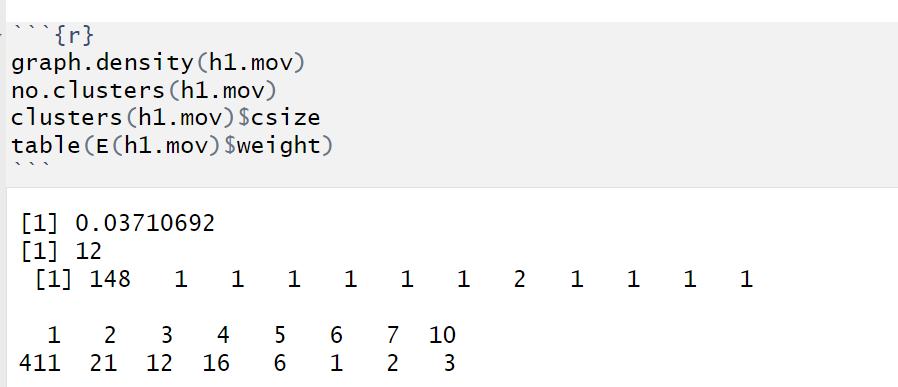 ```{r}
graph.density(h1.mov)
no.clusters(h1.mov)
clusters(h1.mov)$csize
table(E(h1.mov)$weight)
```
[1] 0.03710692
[1] 12
[1] 148 1 1 1 1 1 1 2 1 1 1 1
1 2 3 4 5 6 7 10
411 21 12 16 6 1 2 3